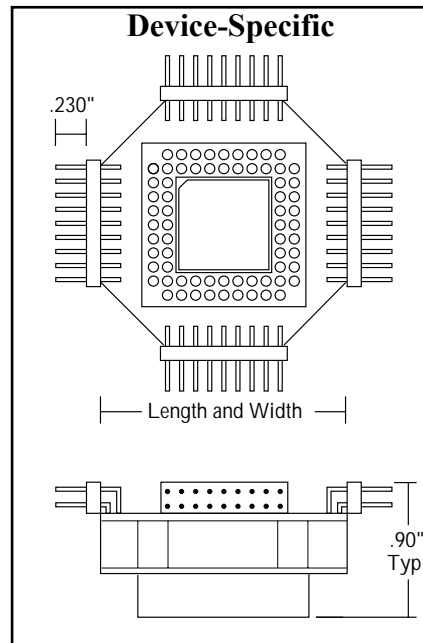 Device-Specific
.230"
Length and Width
.90"
Typ